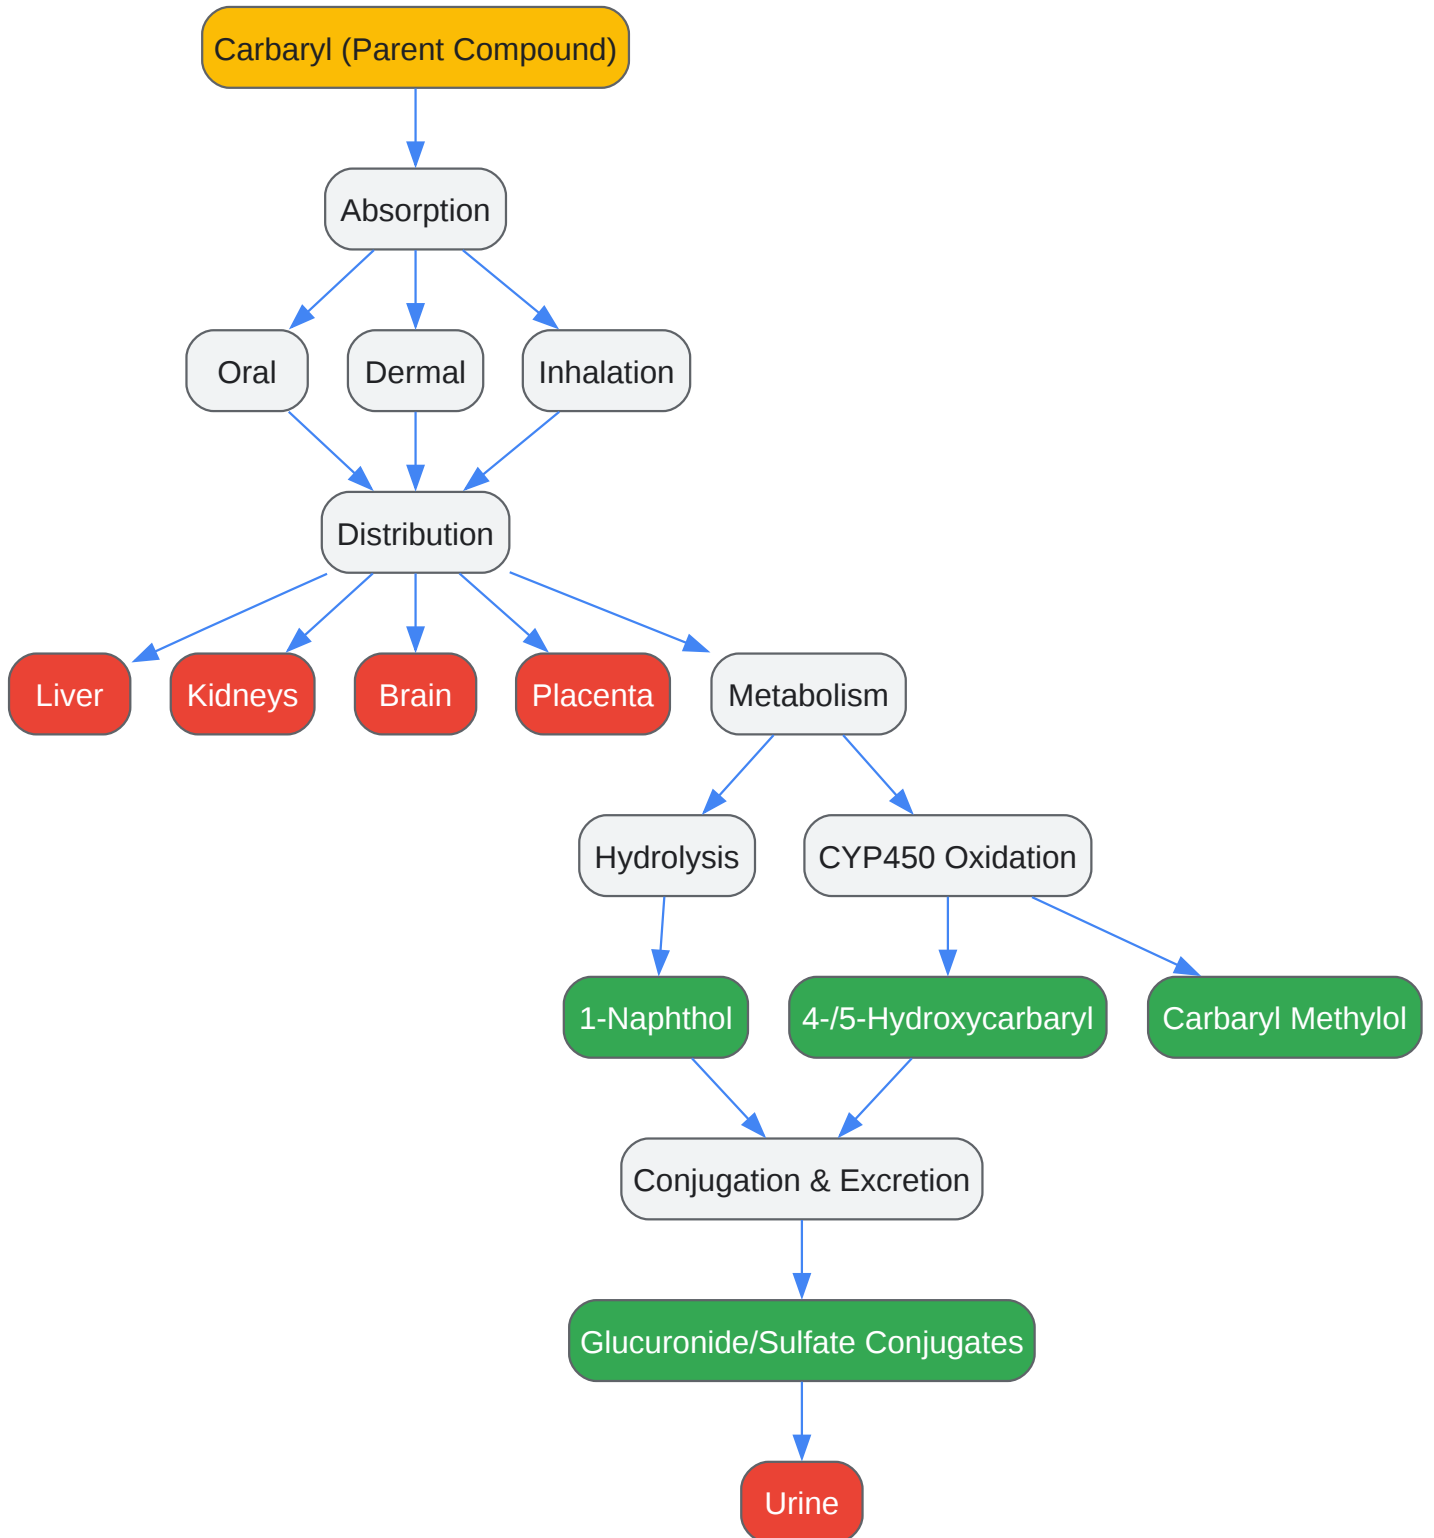 Carbaryl (Parent Compound)
Absorption
Oral
Dermal
Inhalation
Distribution
Liver
Kidneys
Brain
Placenta
Metabolism
Hydrolysis
CYP450 Oxidation
1-Naphthol
4-/5-Hydroxycarbaryl
Carbaryl Methylol
Conjugation & Excretion
Glucuronide/Sulfate Conjugates
Urine